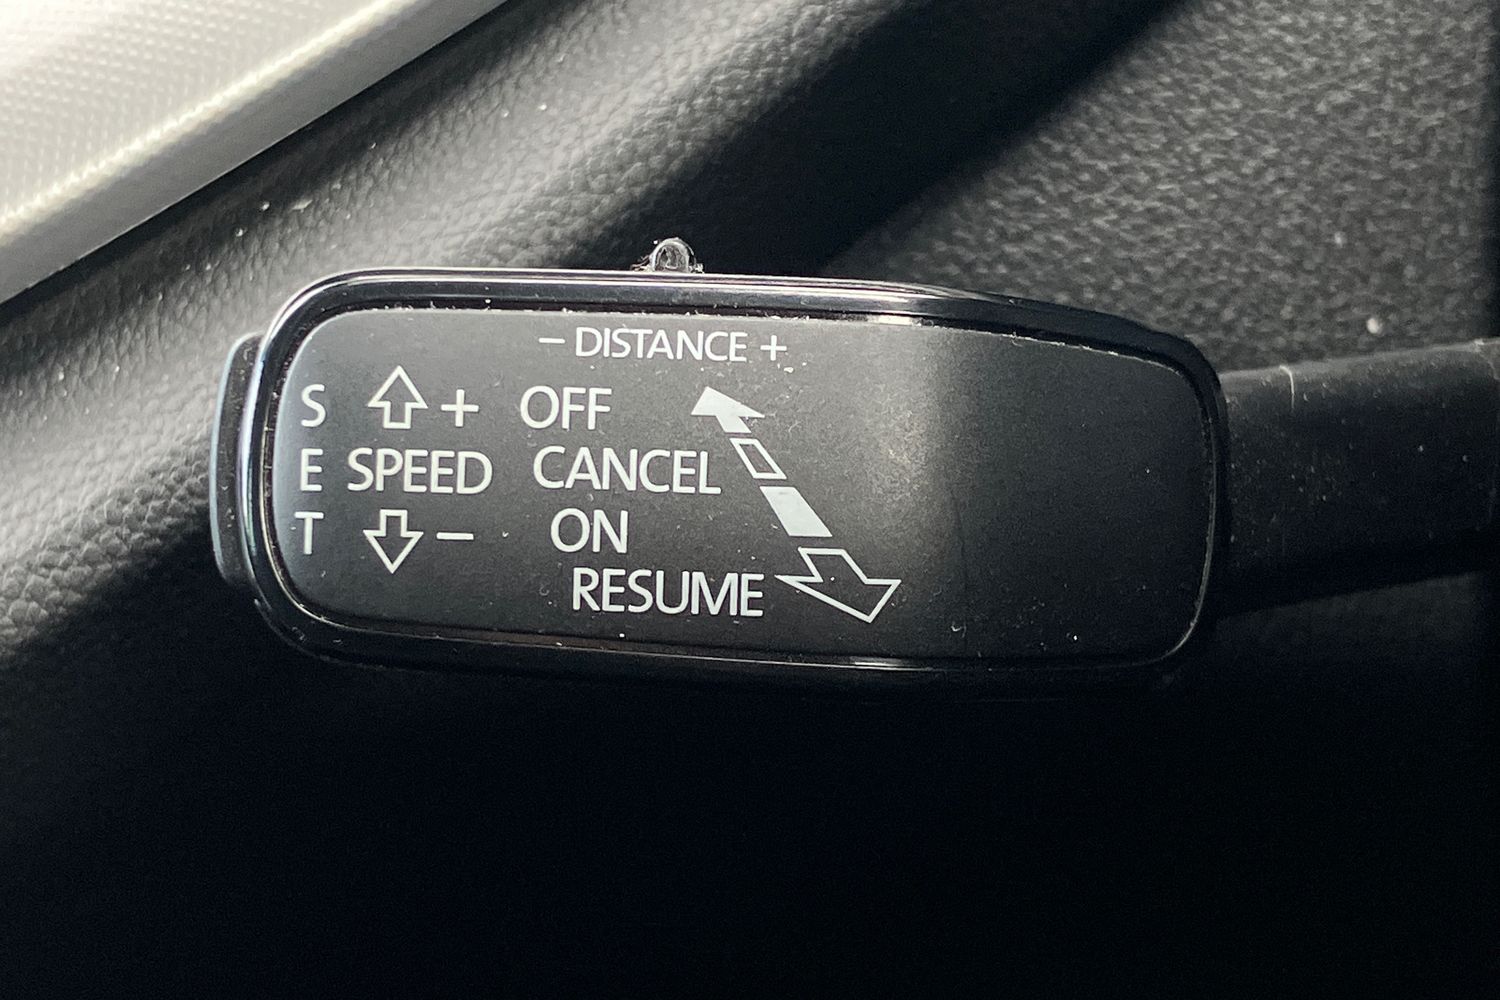 − DISTANCE +
S + OFF
E SPEED CANCEL
T − ON
RESUME